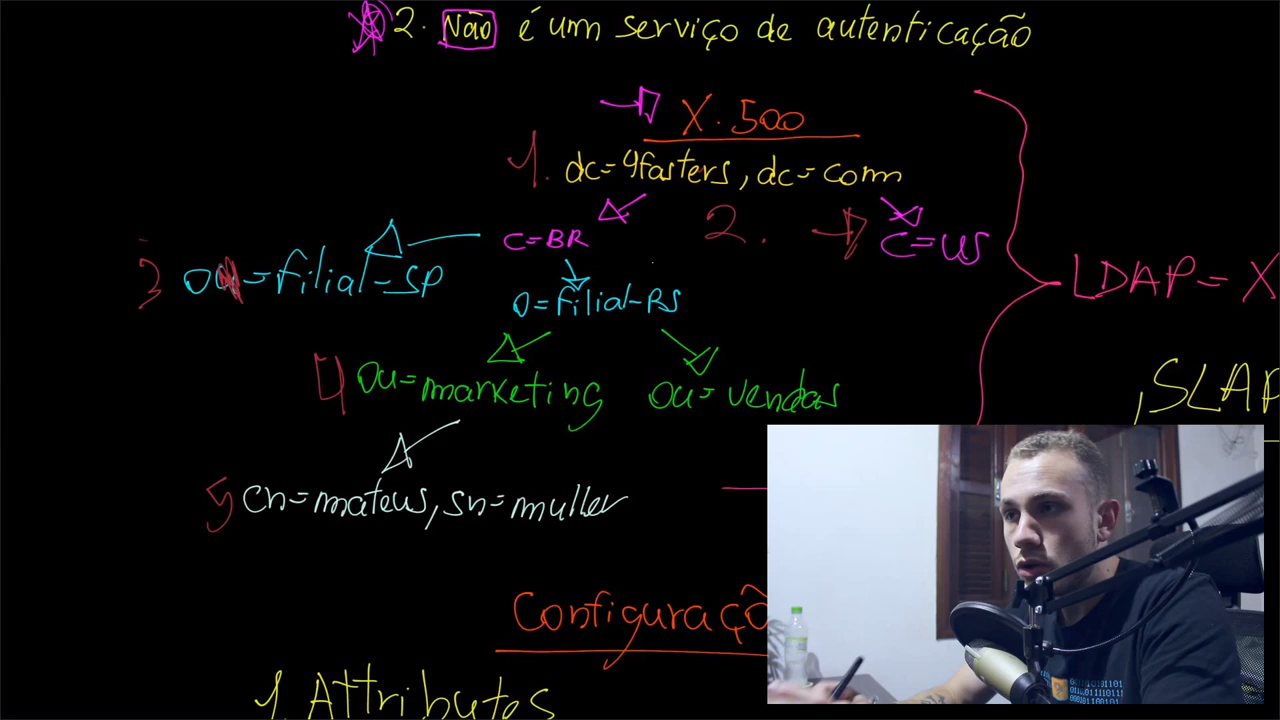 2. Não é um serviço de autenticação
X.500
1. dc=4fasters, dc=com
C=BR 2. C=US
3 o=filial-SP
o=filial-RS
LDAP = X
4 ou=marketing ou=vendas
,SLAP
5 cn=mateus, sn=muller
Configuraçõ
1. Attributes